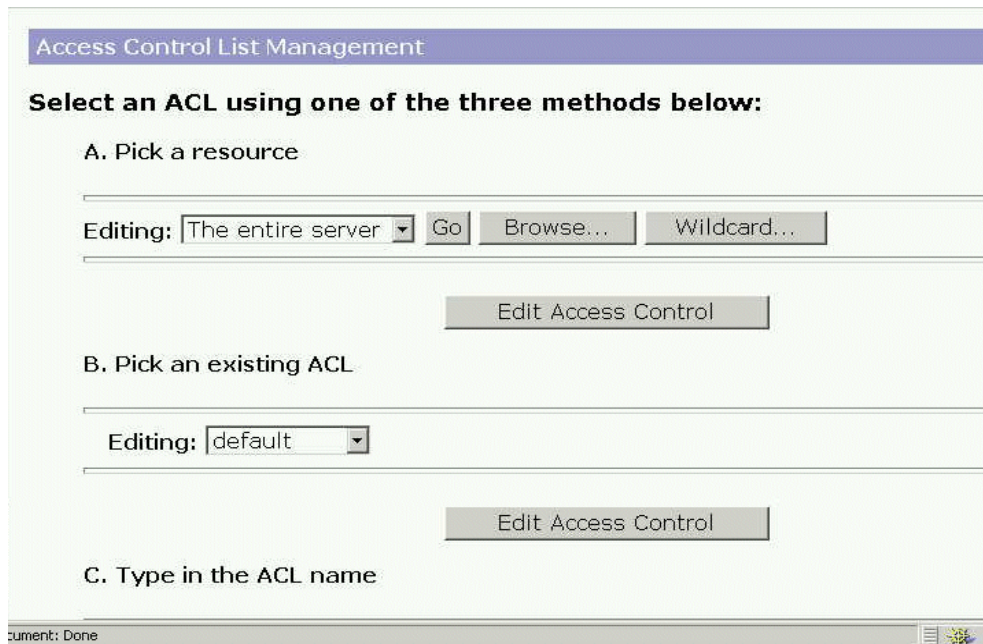 Access Control List Management
Select an ACL using one of the three methods below:
A. Pick a resource
Editing: The entire server Go Browse... Wildcard...
Edit Access Control
B. Pick an existing ACL
Editing: default
Edit Access Control
C. Type in the ACL name
cument: Done